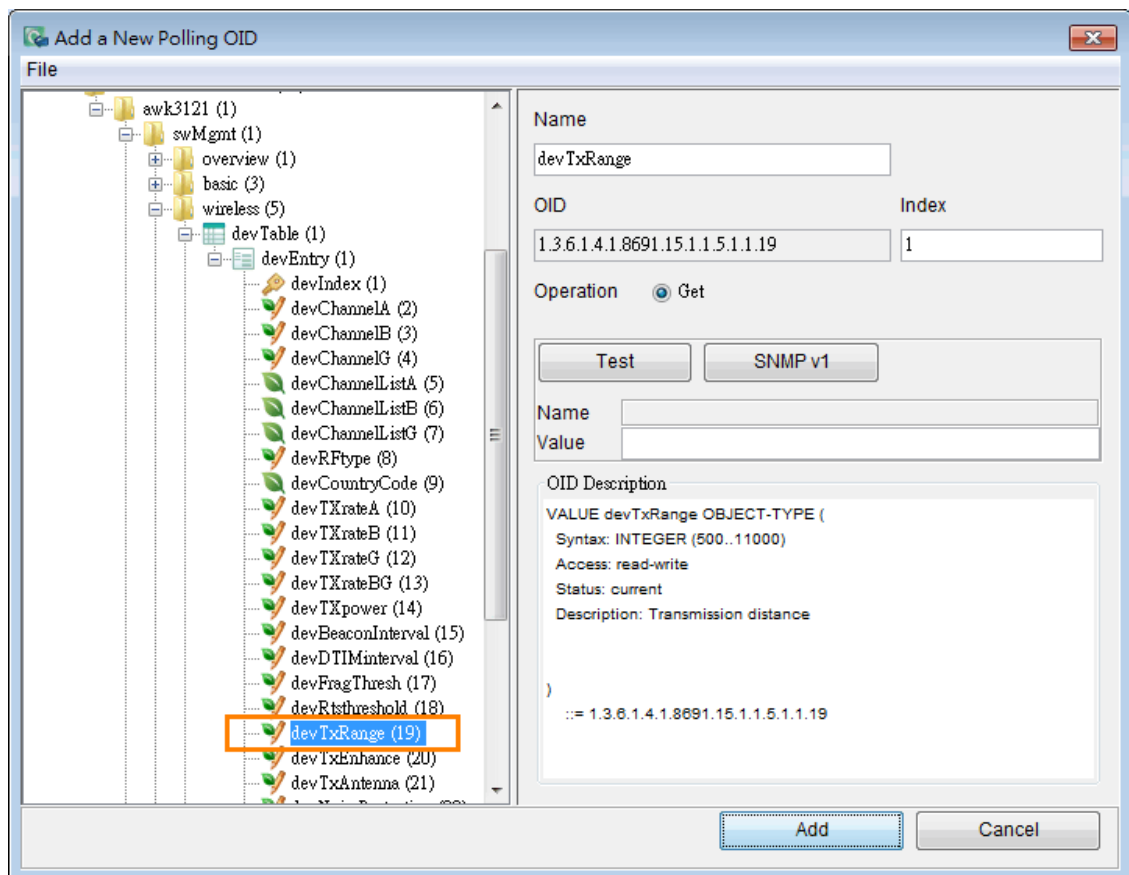 Add a New Polling OID
File
awk3121 (1)
swMgmt (1)
overview (1)
basic (3)
wireless (5)
devTable (1)
devEntry (1)
devIndex (1)
devChannelA (2)
devChannelB (3)
devChannelG (4)
devChannelListA (5)
devChannelListB (6)
devChannelListG (7)
devRFtype (8)
devCountryCode (9)
devTXrateA (10)
devTXrateB (11)
devTXrateG (12)
devTXrateBG (13)
devTXpower (14)
devBeaconInterval (15)
devDTIMinterval (16)
devFragThresh (17)
devRtsthreshold (18)
devTxRange (19)
devTxEnhance (20)
devTxAntenna (21)
Name
devTxRange
OID Index
1.3.6.1.4.1.8691.15.1.1.5.1.1.19 1
Operation Get
Test SNMP v1
Name
Value
OID Description
VALUE devTxRange OBJECT-TYPE (
Syntax: INTEGER (500..11000)
Access: read-write
Status: current
Description: Transmission distance
)
::= 1.3.6.1.4.1.8691.15.1.1.5.1.1.19
Add Cancel